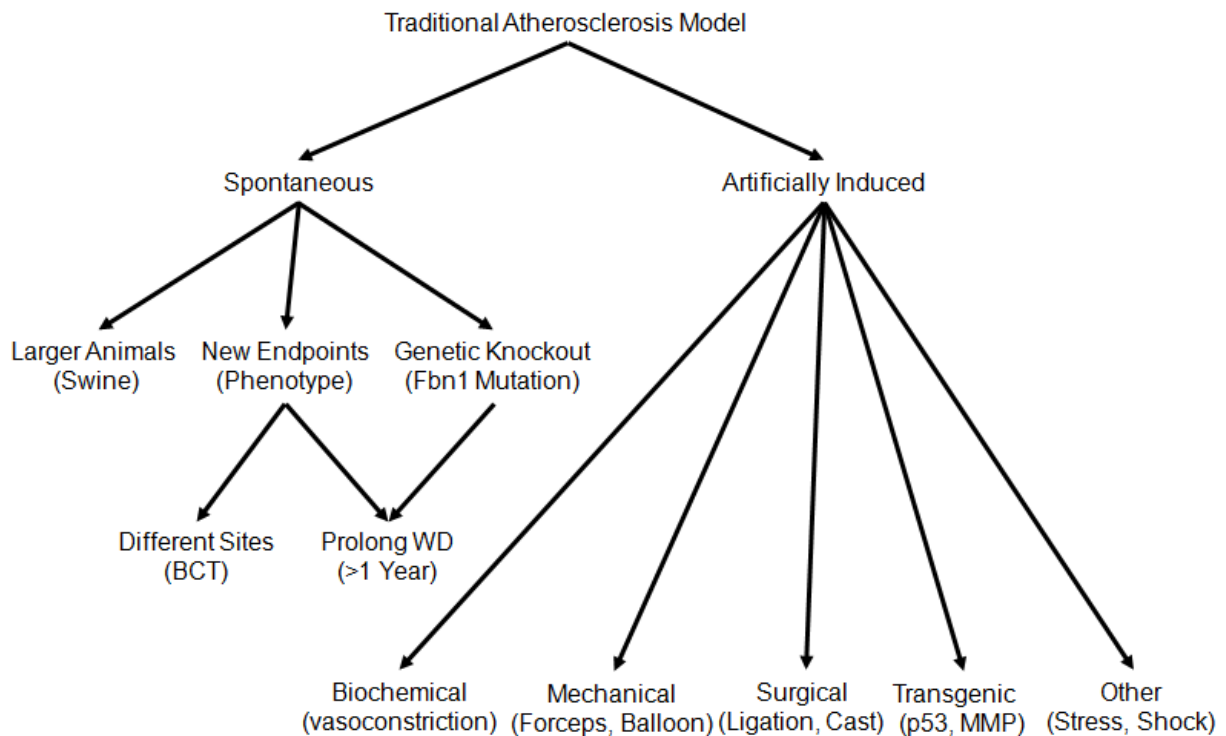 Traditional Atherosclerosis Model
Spontaneous
Artificially Induced
Larger Animals
(Swine)
New Endpoints
(Phenotype)
Genetic Knockout
(Fbn1 Mutation)
Different Sites
(BCT)
Prolong WD
(>1 Year)
Biochemical
(vasoconstriction)
Mechanical
(Forceps, Balloon)
Surgical
(Ligation, Cast)
Transgenic
(p53, MMP)
Other
(Stress, Shock)